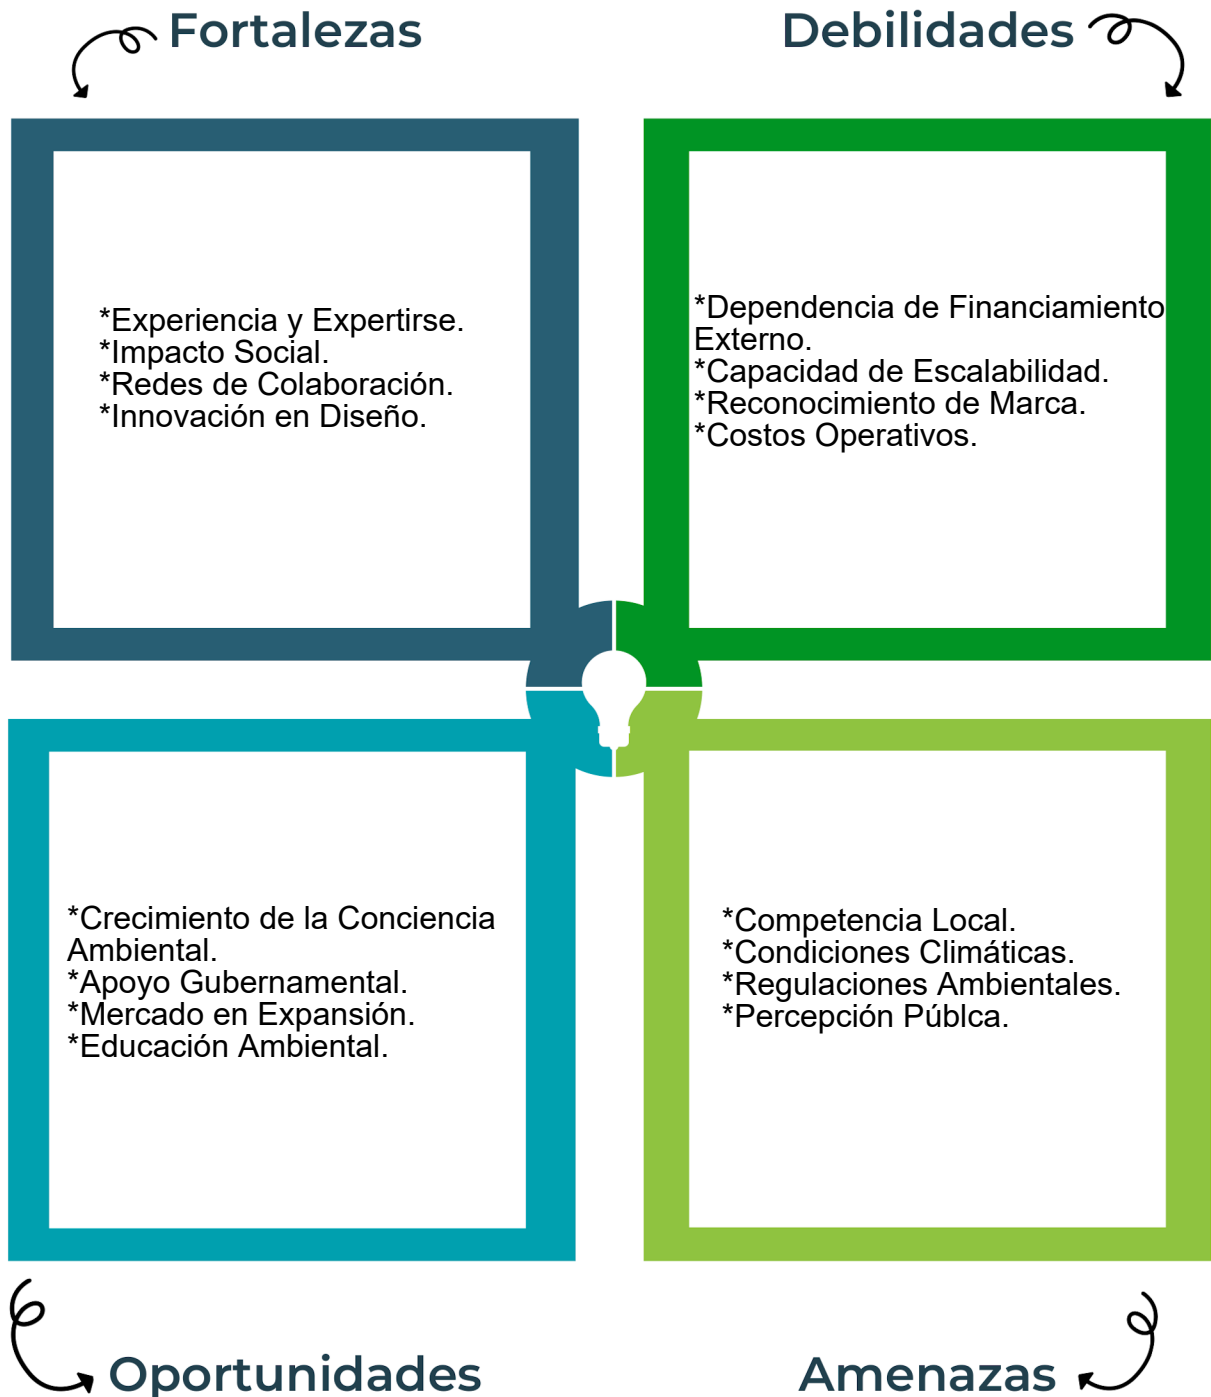 Fortalezas
Debilidades
*Experiencia y Expertirse.
*Impacto Social.
*Redes de Colaboración.
*Innovación en Diseño.
*Dependencia de Financiamiento
Externo.
*Capacidad de Escalabilidad.
*Reconocimiento de Marca.
*Costos Operativos.
*Crecimiento de la Conciencia
Ambiental.
*Apoyo Gubernamental.
*Mercado en Expansión.
*Educación Ambiental.
*Competencia Local.
*Condiciones Climáticas.
*Regulaciones Ambientales.
*Percepción Públca.
Oportunidades
Amenazas